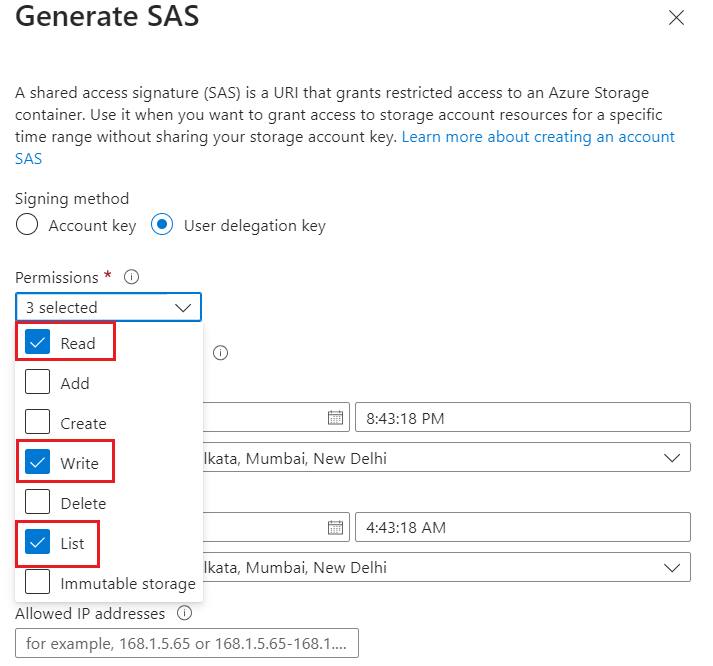 Generate SAS
A shared access signature (SAS) is a URI that grants restricted access to an Azure Storage
container. Use it when you want to grant access to storage account resources for a specific
time range without sharing your storage account key. Learn more about creating an account
SAS
Signing method
Account key User delegation key
Permissions *
3 selected
Read
Add
Create
8:43:18 PM
Write
lkata, Mumbai, New Delhi
Delete
4:43:18 AM
List
lkata, Mumbai, New Delhi
Immutable storage
Allowed IP addresses
for example, 168.1.5.65 or 168.1.5.65-168.1....